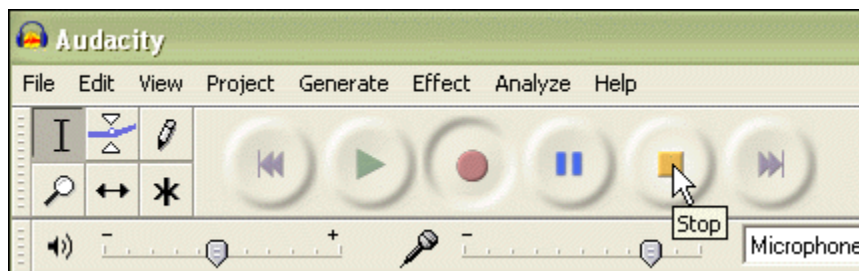 Audacity
File Edit View Project Generate Effect Analyze Help
Stop
Microphone